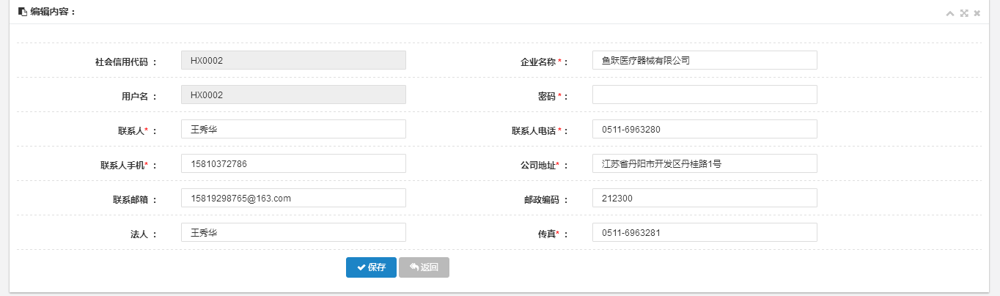 编辑内容：
社会信用代码 ： HX0002 企业名称 * ： 鱼跃医疗器械有限公司
用户名 ： HX0002 密码 * ：
联系人* ： 王秀华 联系人电话 * ： 0511-6963280
联系人手机* ： 15810372786 公司地址* ： 江苏省丹阳市开发区丹桂路1号
联系邮箱 ： 15819298765@163.com 邮政编码 ： 212300
法人 ： 王秀华 传真* ： 0511-6963281
保存 返回